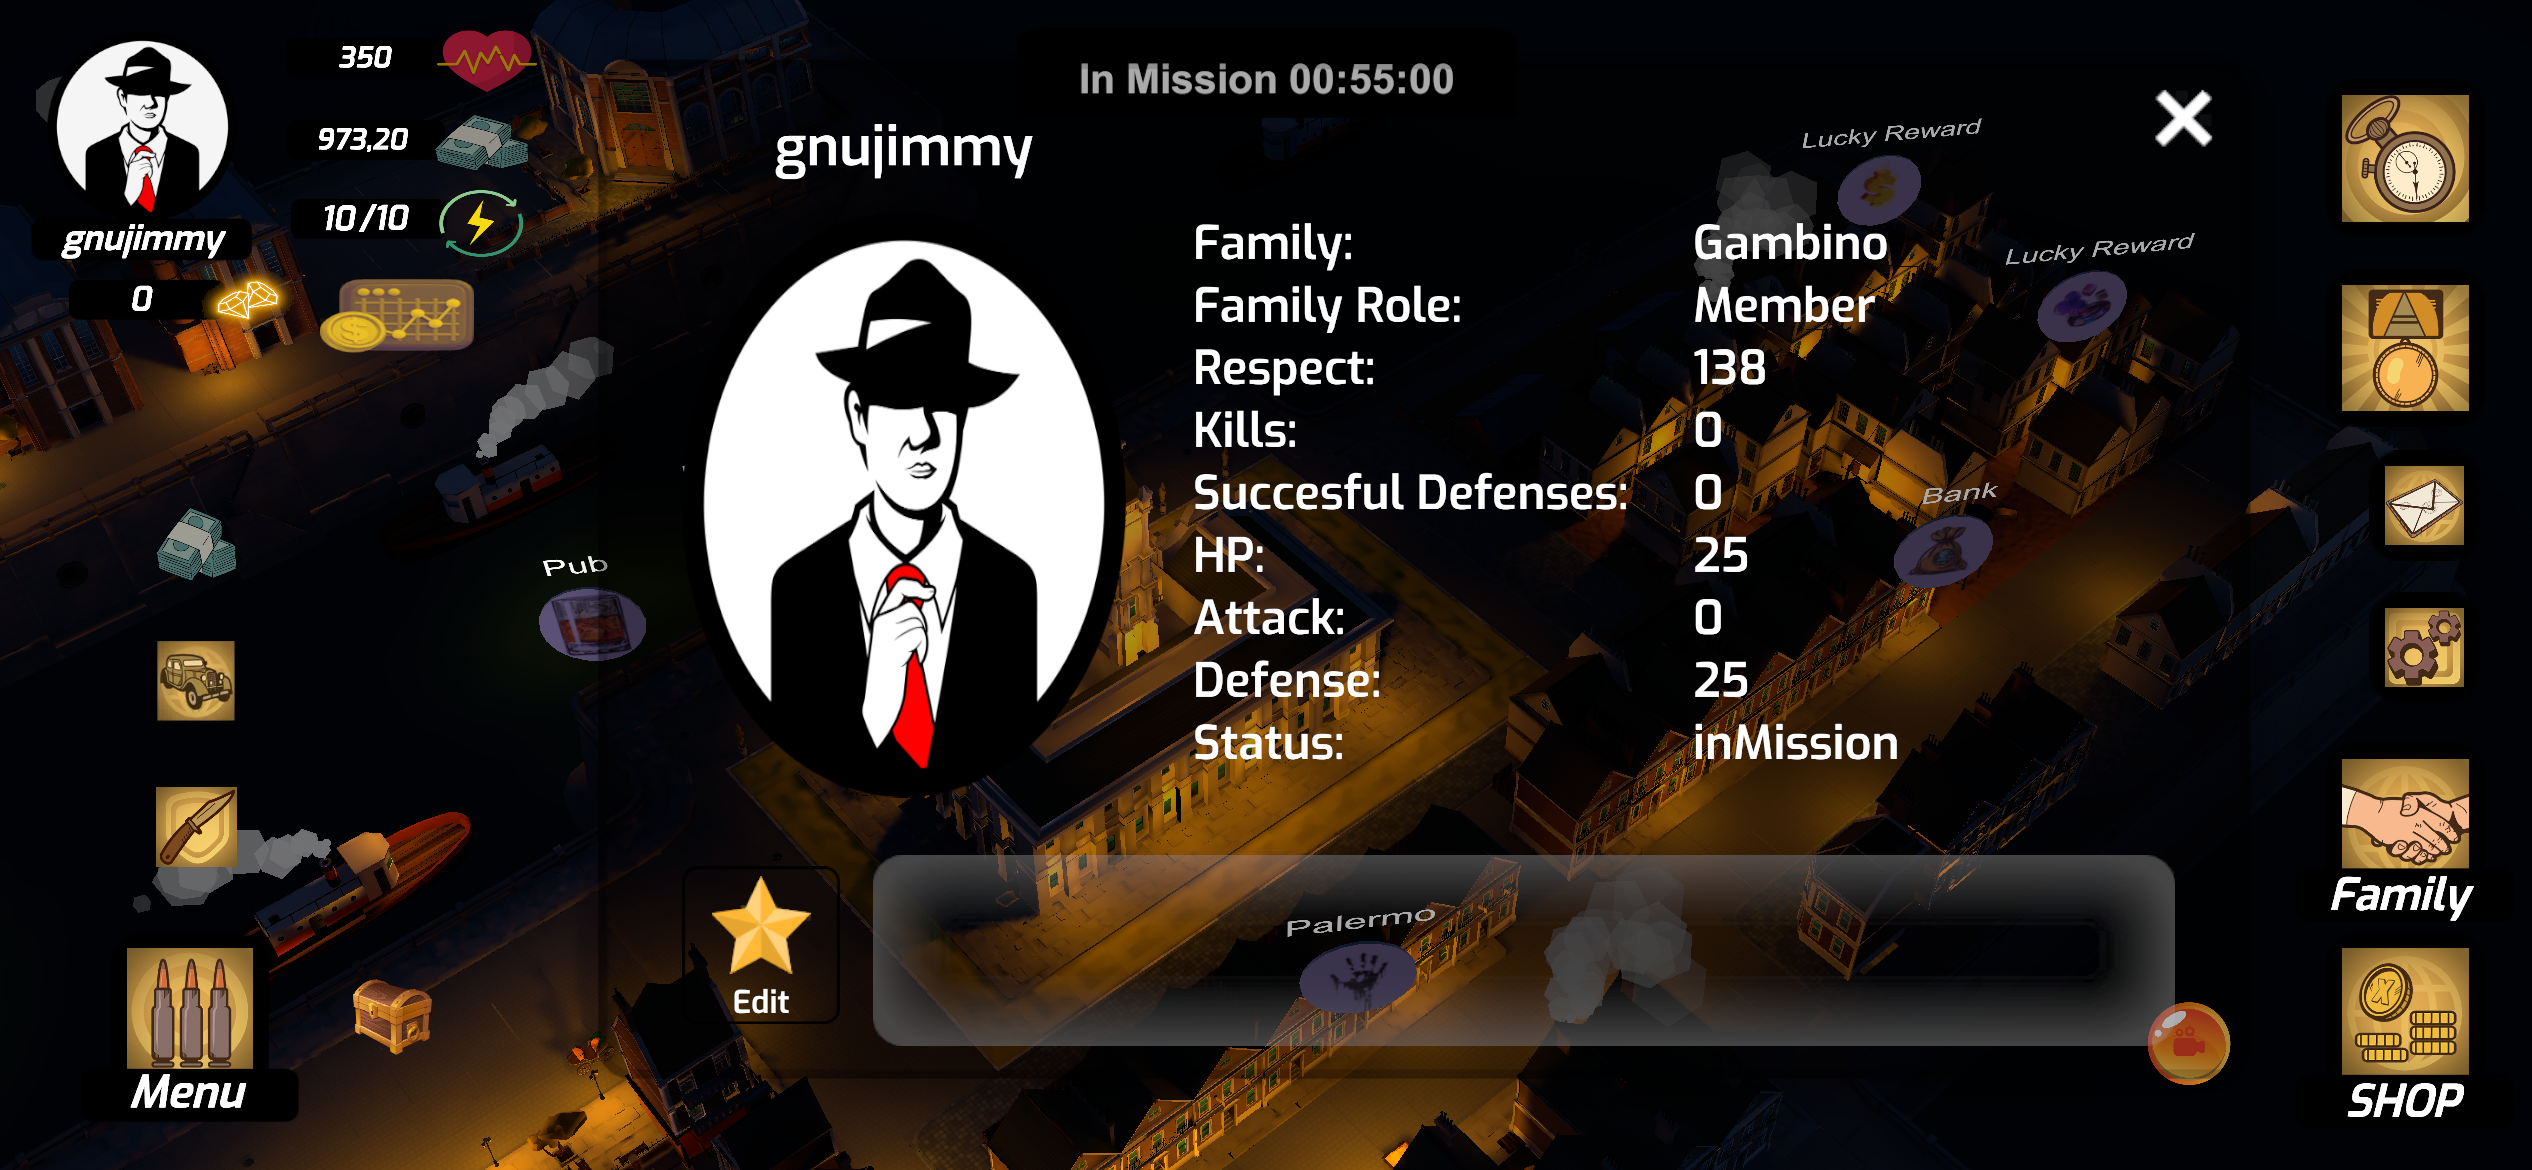 350
973,20
10/10
gnujimmy
0
In Mission 00:55:00
gnujimmy
Family: Gambino
Family Role: Member
Respect: 138
Kills: 0
Succesful Defenses: 0
HP: 25
Attack: 0
Defense: 25
Status: inMission
Lucky Reward
Lucky Reward
Bank
Pub
Palermo
Edit
Menu
Family
SHOP